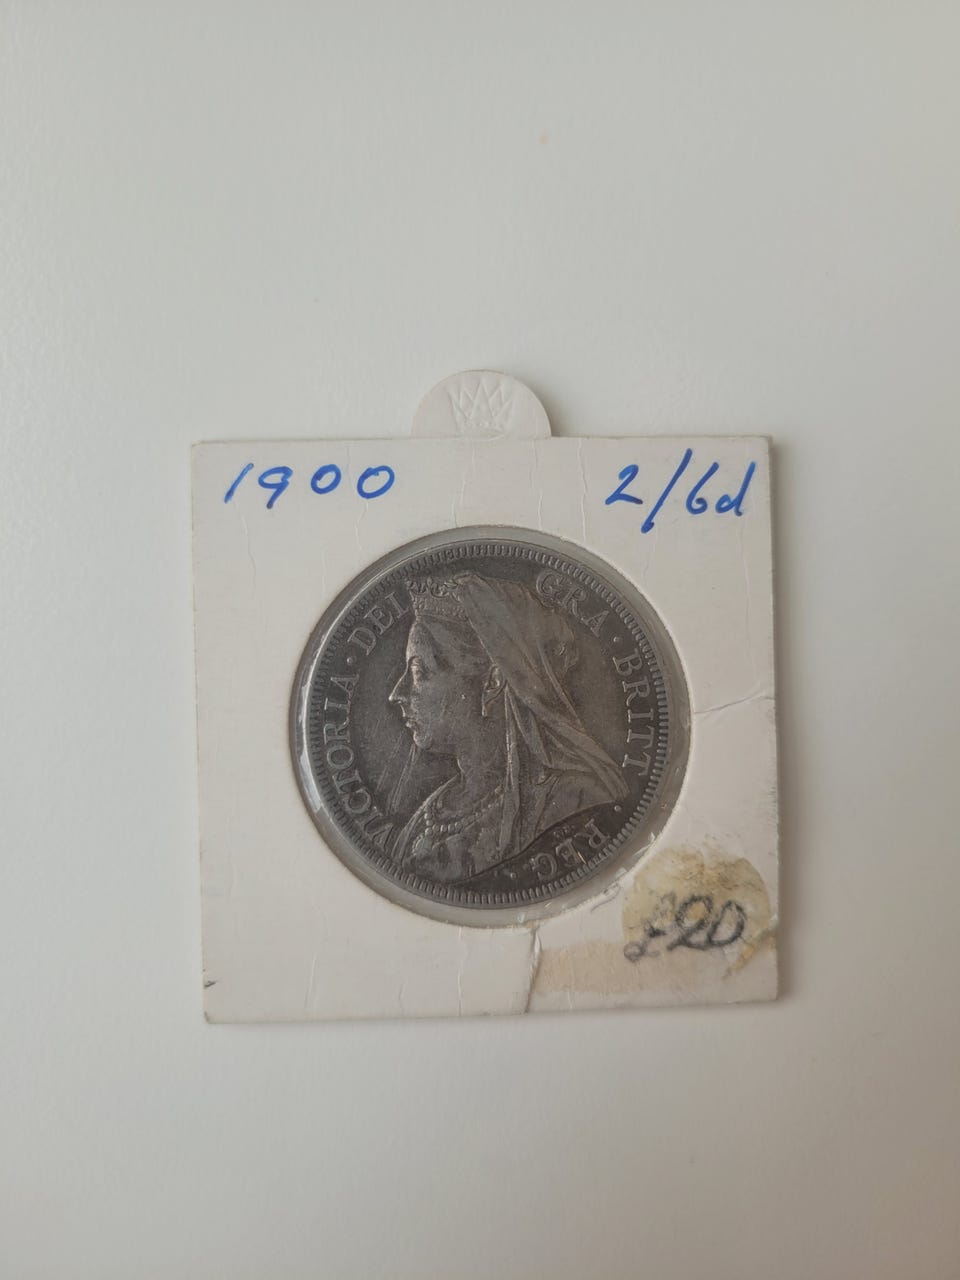 1900 2/6d
VICTORIA · DEI GRA · BRITT · REG ·
£20